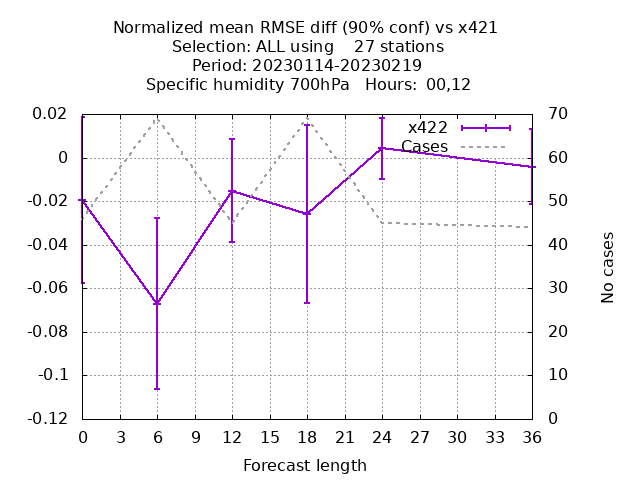 Normalized mean RMSE diff (90% conf) vs x421
Selection: ALL using    27 stations
Period: 20230114-20230219
Specific humidity 700hPa   Hours:  00,12
0.02
0
-0.02
-0.04
-0.06
-0.08
-0.1
-0.12
x422
Cases
70
60
50
40
30
20
10
0
No cases
0 3 6 9 12 15 18 21 24 27 30 33 36
Forecast length